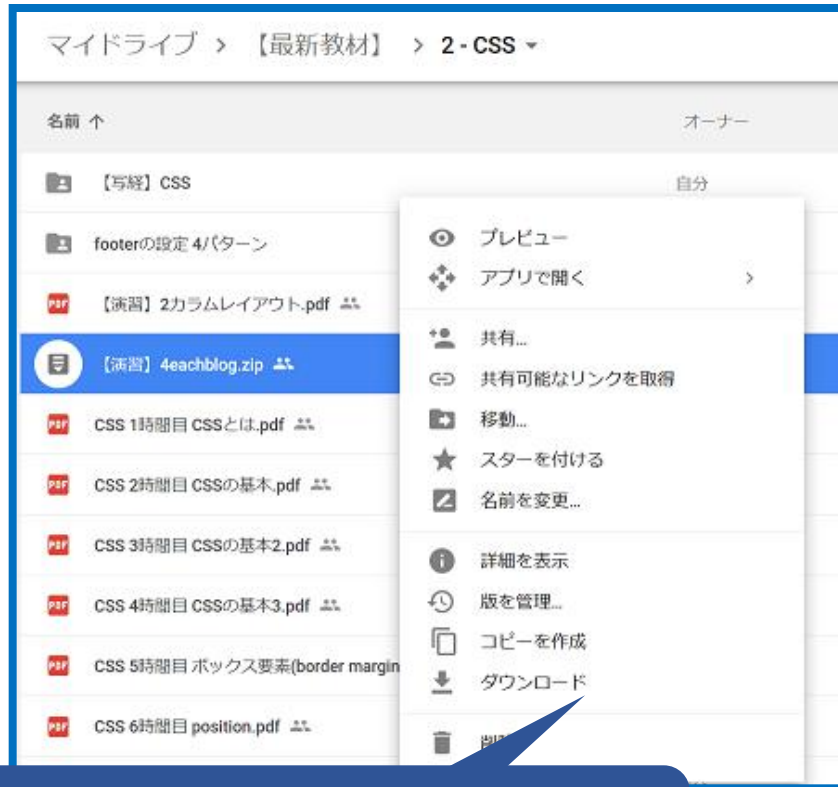 マイドライブ > 【最新教材】 > 2 - CSS
名前 ↑ オーナー
【写経】 CSS 自分
footerの設定 4パターン
【演習】 2カラムレイアウト.pdf
【演習】 4eachblog.zip
CSS 1時間目 CSSとは.pdf
CSS 2時間目 CSSの基本.pdf
CSS 3時間目 CSSの基本2.pdf
CSS 4時間目 CSSの基本3.pdf
CSS 5時間目 ボックス要素(border margin
CSS 6時間目 position.pdf
プレビュー
アプリで開く >
共有...
共有可能なリンクを取得
移動...
スターを付ける
名前を変更...
詳細を表示
版を管理...
コピーを作成
ダウンロード